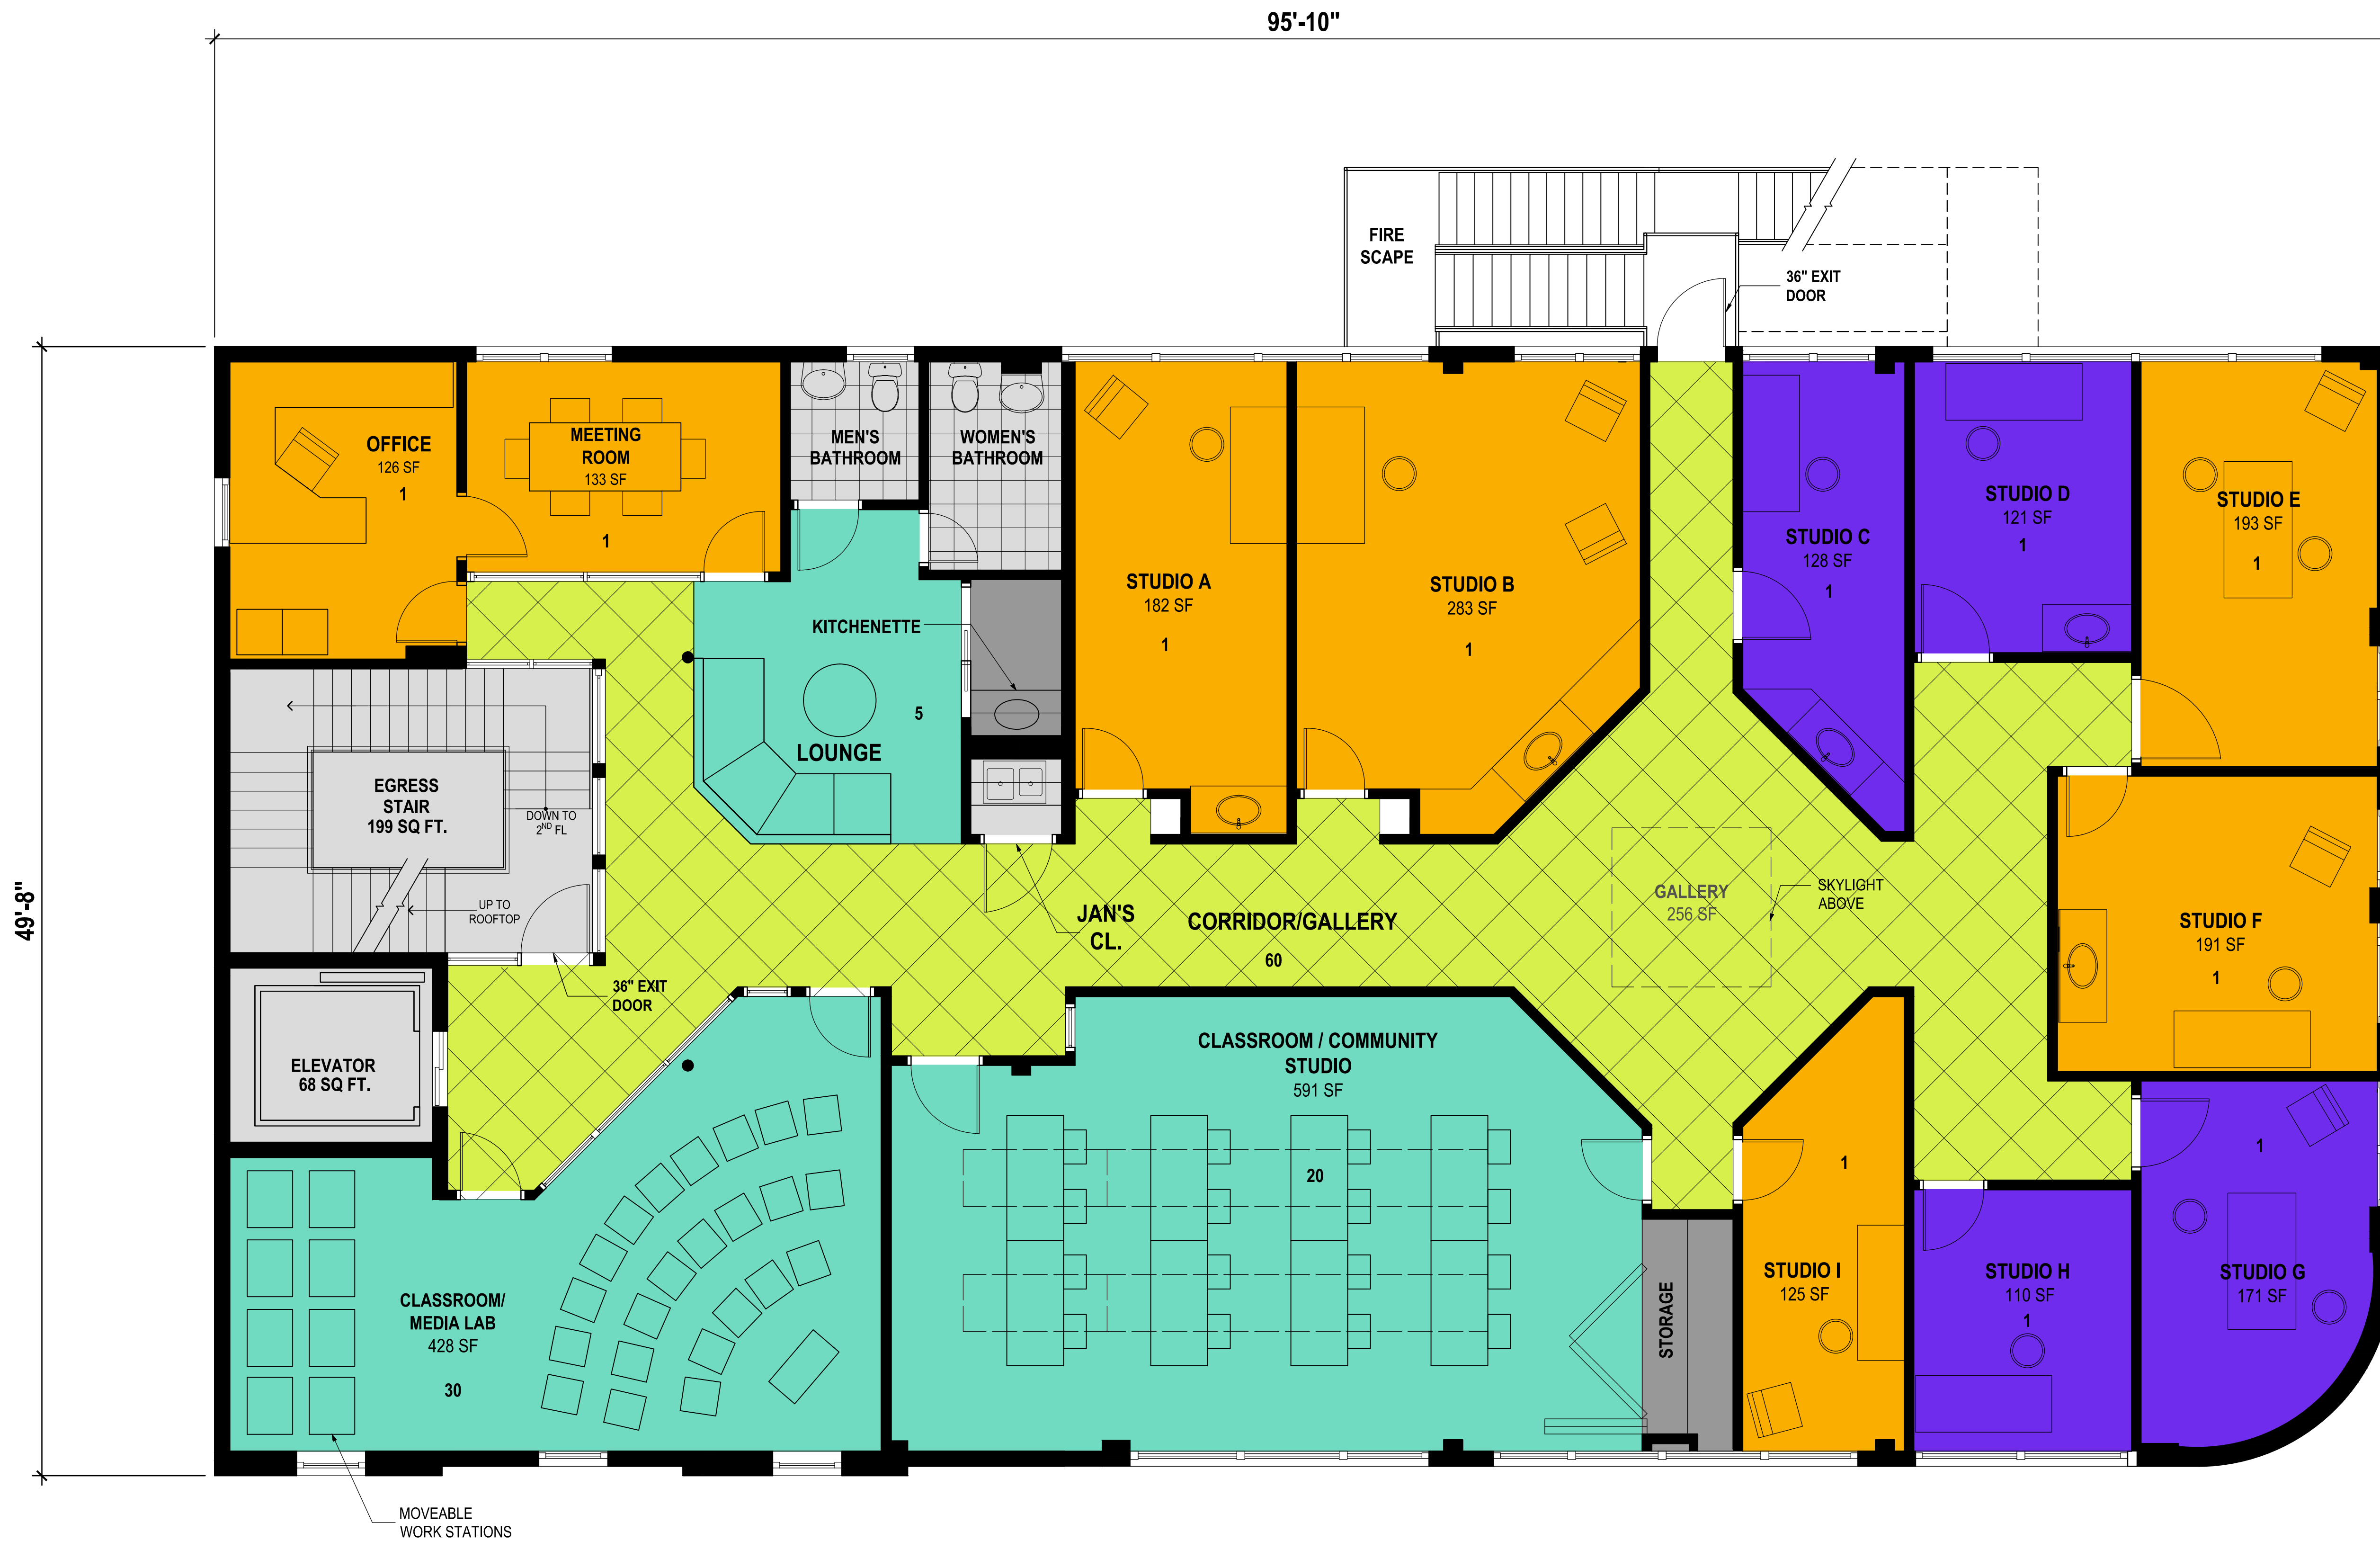 95'-10"
49'-8"
FIRE
SCAPE
36" EXIT
DOOR
OFFICE
126 SF
1
MEETING
ROOM
133 SF
1
MEN'S
BATHROOM
WOMEN'S
BATHROOM
KITCHENETTE
5
LOUNGE
STUDIO A
182 SF
1
STUDIO B
283 SF
1
STUDIO C
128 SF
1
STUDIO D
121 SF
1
STUDIO E
193 SF
1
EGRESS
STAIR
199 SQ FT.
DOWN TO
2ND FL
UP TO
ROOFTOP
36" EXIT
DOOR
JAN'S
CL.
CORRIDOR/GALLERY
60
GALLERY
256 SF
SKYLIGHT
ABOVE
STUDIO F
191 SF
1
ELEVATOR
68 SQ FT.
CLASSROOM/
MEDIA LAB
428 SF
30
CLASSROOM / COMMUNITY
STUDIO
591 SF
20
STORAGE
1
STUDIO I
125 SF
STUDIO H
110 SF
1
1
STUDIO G
171 SF
MOVEABLE
WORK STATIONS